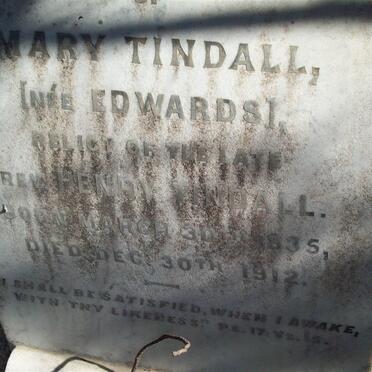 MARY TINDALL,
[NÉE EDWARDS],
RELICT OF THE LATE
REV. HENRY TINDALL.
BORN MARCH 30TH 1835,
DIED DEC. 30TH 1912.
I SHALL BE SATISFIED, WHEN I AWAKE,
WITH THY LIKENESS" PS. 17: VS. 15.